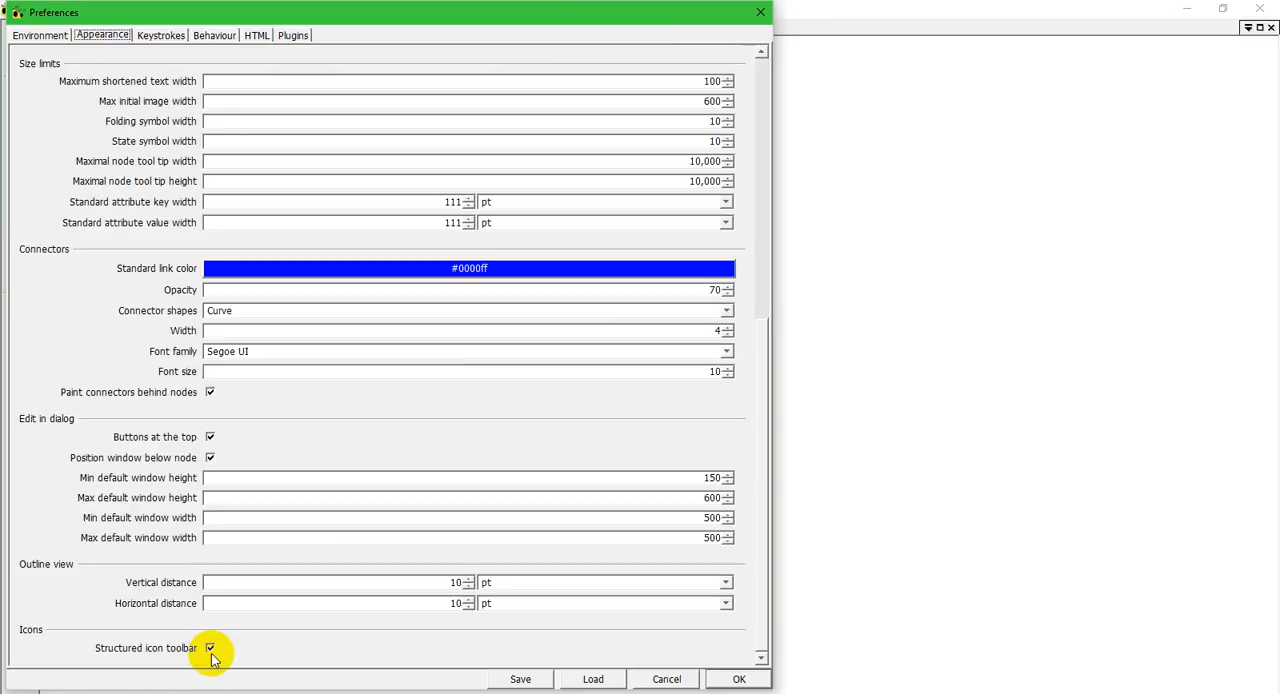 Preferences
Environment Appearance Keystrokes Behaviour HTML Plugins
Size limits
Maximum shortened text width 100
Max initial image width 600
Folding symbol width 10
State symbol width 10
Maximal node tool tip width 10,000
Maximal node tool tip height 10,000
Standard attribute key width 111 pt
Standard attribute value width 111 pt
Connectors
Standard link color #0000ff
Opacity 70
Connector shapes Curve
Width 4
Font family Segoe UI
Font size 10
Paint connectors behind nodes
Edit in dialog
Buttons at the top
Position window below node
Min default window height 150
Max default window height 600
Min default window width 500
Max default window width 500
Outline view
Vertical distance 10 pt
Horizontal distance 10 pt
Icons
Structured icon toolbar
Save Load Cancel OK